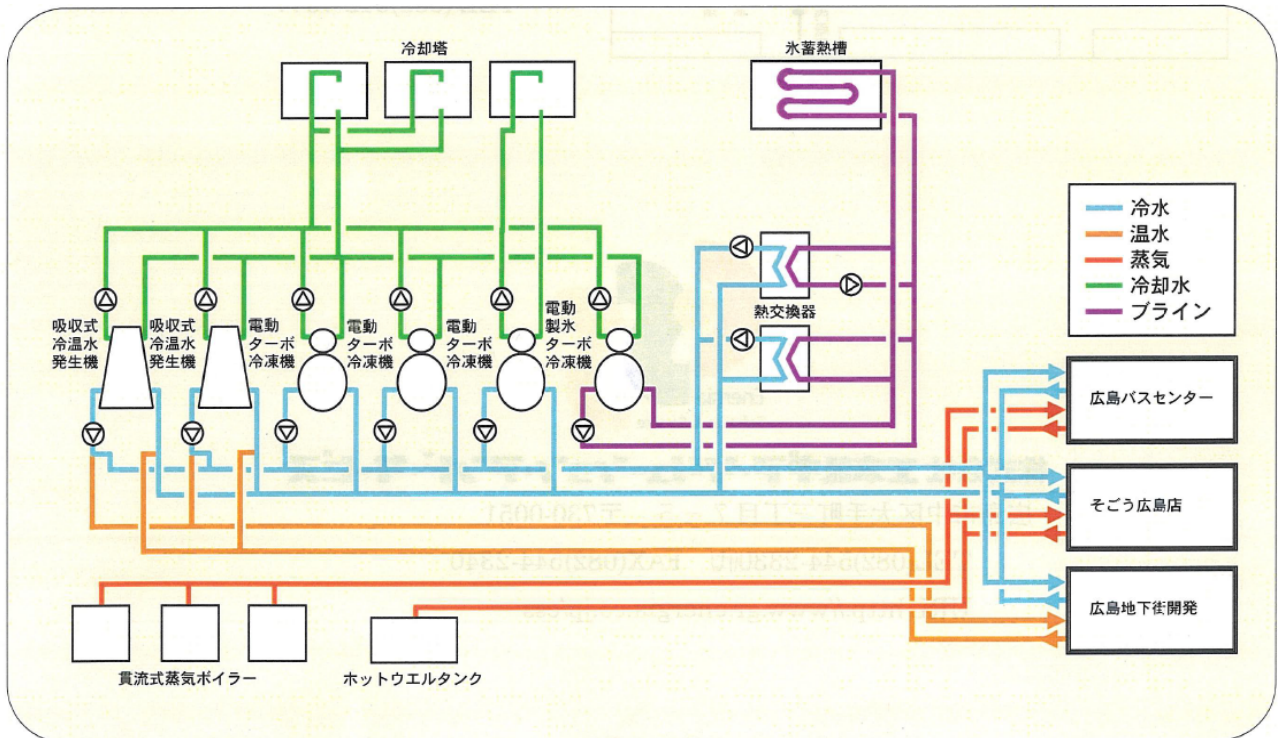 冷却塔
氷蓄熱槽
冷水
温水
蒸気
冷却水
ブライン
吸収式
冷温水
発生機
吸収式
冷温水
発生機
電動
ターボ
冷凍機
電動
ターボ
冷凍機
電動
ターボ
冷凍機
電動
製氷
ターボ
冷凍機
熱交換器
広島バスセンター
そごう広島店
広島地下街開発
貫流式蒸気ボイラー
ホットウエルタンク